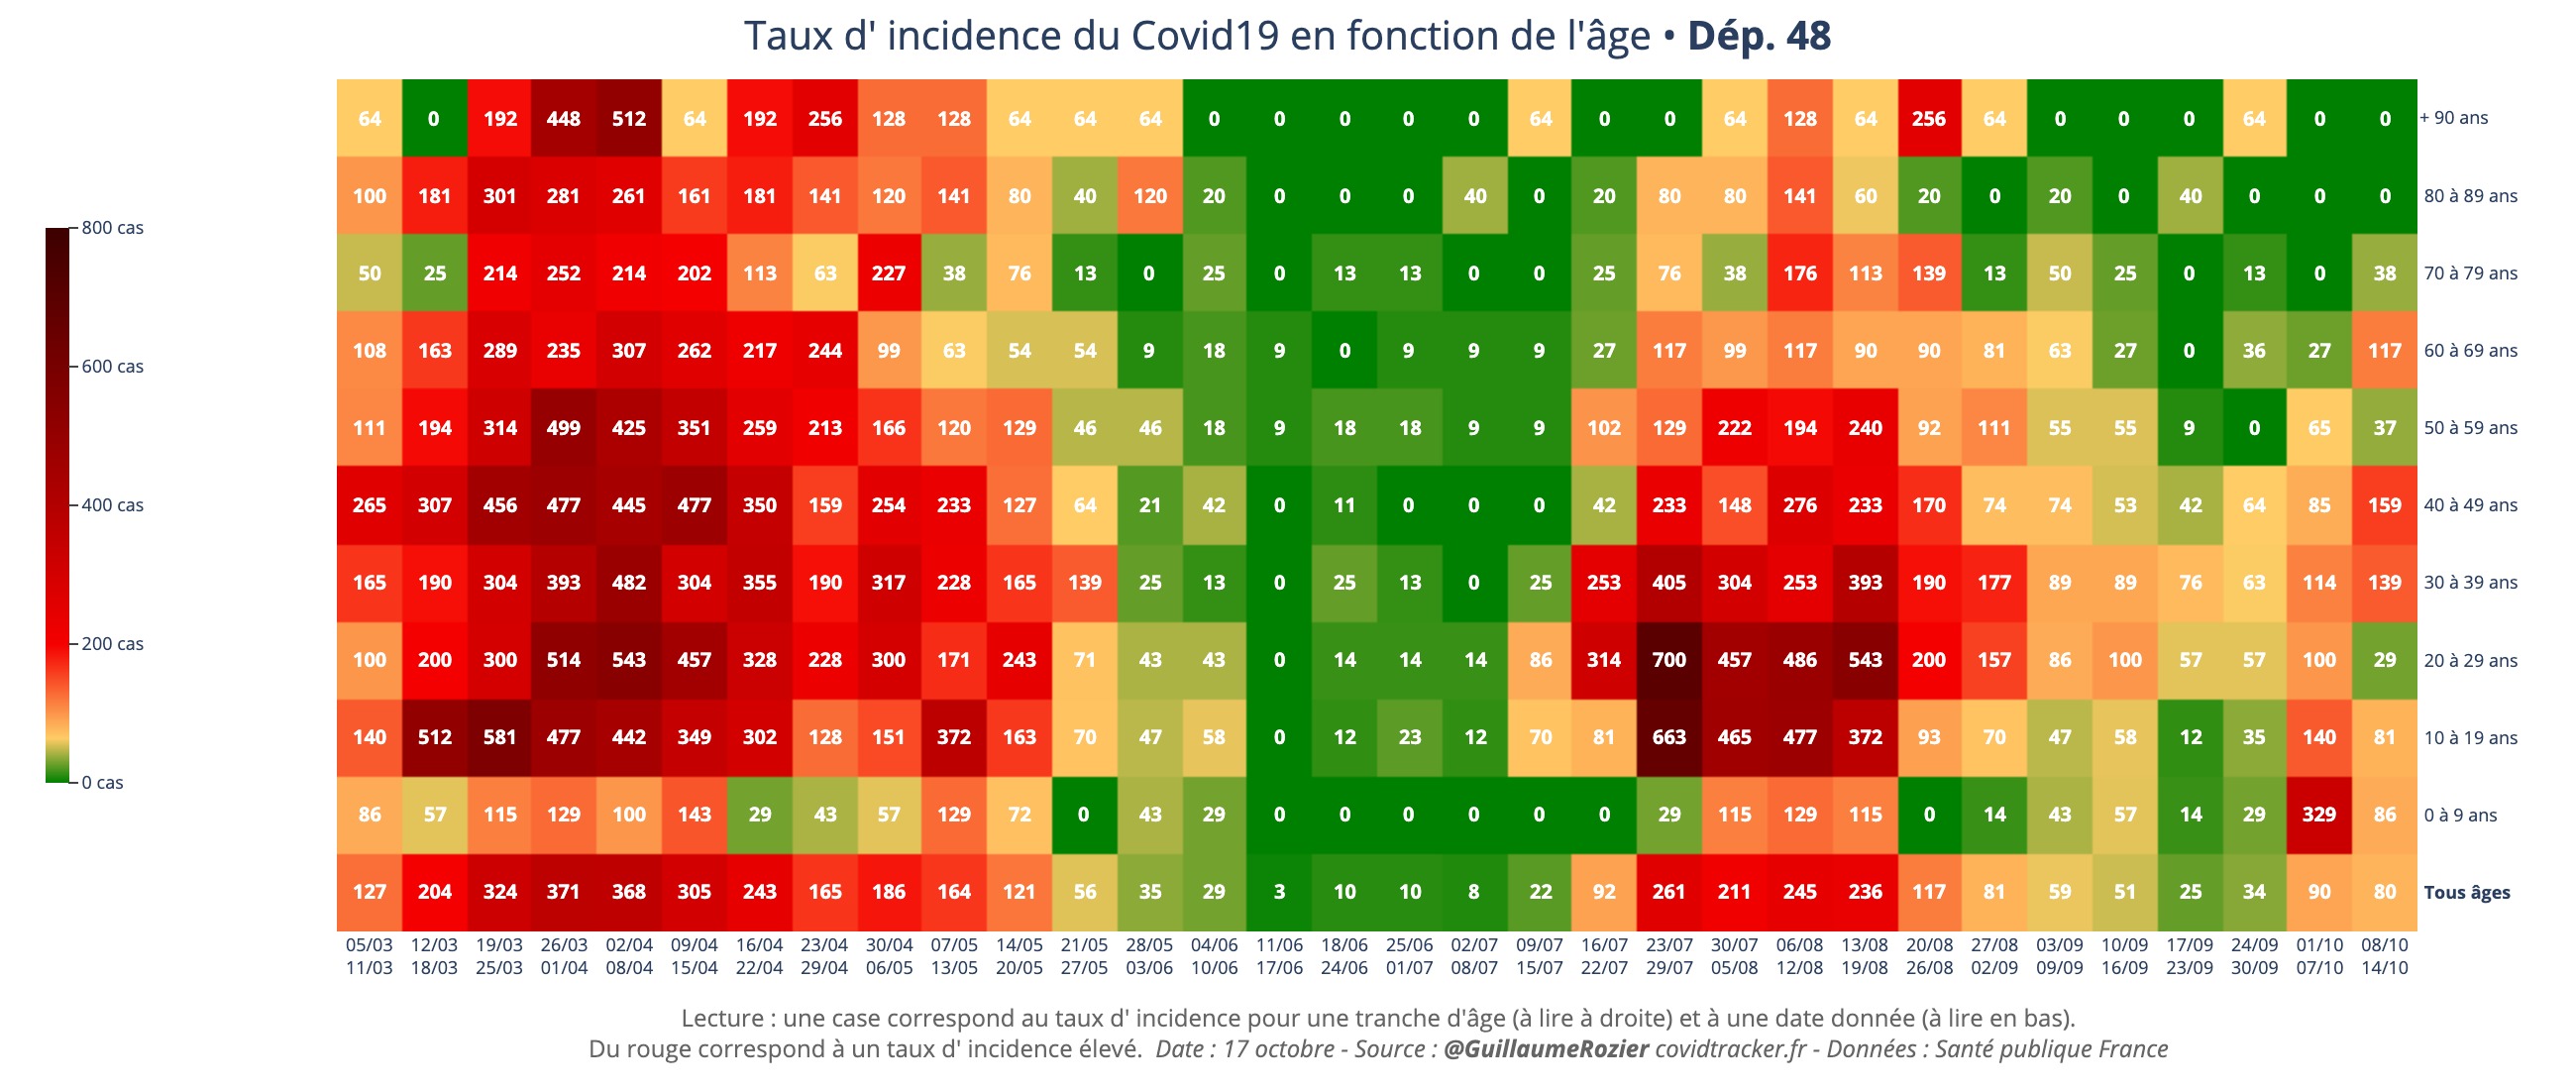 Taux d' incidence du Covid19 en fonction de l'âge • Dép. 48
64 0 192 448 512 64 192 256 128 128 64 64 64 0 0 0 0 0 64 0 0 64 128 64 256 64 0 0 0 64 0 0 + 90 ans
100 181 301 281 261 161 181 141 120 141 80 40 120 20 0 0 0 40 0 20 80 80 141 60 20 0 20 0 40 0 0 0 80 à 89 ans
800 cas
50 25 214 252 214 202 113 63 227 38 76 13 0 25 0 13 13 0 0 25 76 38 176 113 139 13 50 25 0 13 0 38 70 à 79 ans
108 163 289 235 307 262 217 244 99 63 54 54 9 18 9 0 9 9 9 27 117 99 117 90 90 81 63 27 0 36 27 117 60 à 69 ans
600 cas
111 194 314 499 425 351 259 213 166 120 129 46 46 18 9 18 18 9 9 102 129 222 194 240 92 111 55 55 9 0 65 37 50 à 59 ans
400 cas
265 307 456 477 445 477 350 159 254 233 127 64 21 42 0 11 0 0 0 42 233 148 276 233 170 74 74 53 42 64 85 159 40 à 49 ans
165 190 304 393 482 304 355 190 317 228 165 139 25 13 0 25 13 0 25 253 405 304 253 393 190 177 89 89 76 63 114 139 30 à 39 ans
200 cas
100 200 300 514 543 457 328 228 300 171 243 71 43 43 0 14 14 14 86 314 700 457 486 543 200 157 86 100 57 57 100 29 20 à 29 ans
140 512 581 477 442 349 302 128 151 372 163 70 47 58 0 12 23 12 70 81 663 465 477 372 93 70 47 58 12 35 140 81 10 à 19 ans
0 cas
86 57 115 129 100 143 29 43 57 129 72 0 43 29 0 0 0 0 0 0 29 115 129 115 0 14 43 57 14 29 329 86 0 à 9 ans
127 204 324 371 368 305 243 165 186 164 121 56 35 29 3 10 10 8 22 92 261 211 245 236 117 81 59 51 25 34 90 80 Tous âges
05/03 12/03 19/03 26/03 02/04 09/04 16/04 23/04 30/04 07/05 14/05 21/05 28/05 04/06 11/06 18/06 25/06 02/07 09/07 16/07 23/07 30/07 06/08 13/08 20/08 27/08 03/09 10/09 17/09 24/09 01/10 08/10
11/03 18/03 25/03 01/04 08/04 15/04 22/04 29/04 06/05 13/05 20/05 27/05 03/06 10/06 17/06 24/06 01/07 08/07 15/07 22/07 29/07 05/08 12/08 19/08 26/08 02/09 09/09 16/09 23/09 30/09 07/10 14/10
Lecture : une case correspond au taux d' incidence pour une tranche d'âge (à lire à droite) et à une date donnée (à lire en bas).
Du rouge correspond à un taux d' incidence élevé. Date : 17 octobre - Source : @GuillaumeRozier covidtracker.fr - Données : Santé publique France